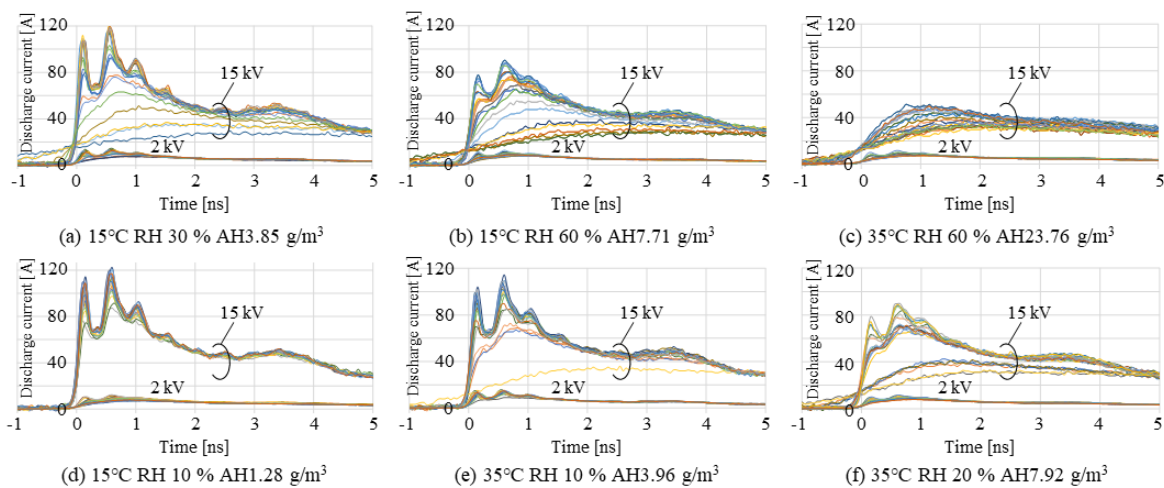 Discharge current [A]
120
80
40
0
15 kV
2 kV
-1 0 1 2 3 4 5
Time [ns]
(a) 15°C RH 30 % AH3.85 g/m³
Discharge current [A]
120
80
40
0
15 kV
2 kV
-1 0 1 2 3 4 5
Time [ns]
(b) 15°C RH 60 % AH7.71 g/m³
Discharge current [A]
120
80
40
0
15 kV
2 kV
-1 0 1 2 3 4 5
Time [ns]
(c) 35°C RH 60 % AH23.76 g/m³
Discharge current [A]
120
80
40
0
15 kV
2 kV
-1 0 1 2 3 4 5
Time [ns]
(d) 15°C RH 10 % AH1.28 g/m³
Discharge current [A]
120
80
40
0
15 kV
2 kV
-1 0 1 2 3 4 5
Time [ns]
(e) 35°C RH 10 % AH3.96 g/m³
Discharge current [A]
120
80
40
0
15 kV
2 kV
-1 0 1 2 3 4 5
Time [ns]
(f) 35°C RH 20 % AH7.92 g/m³